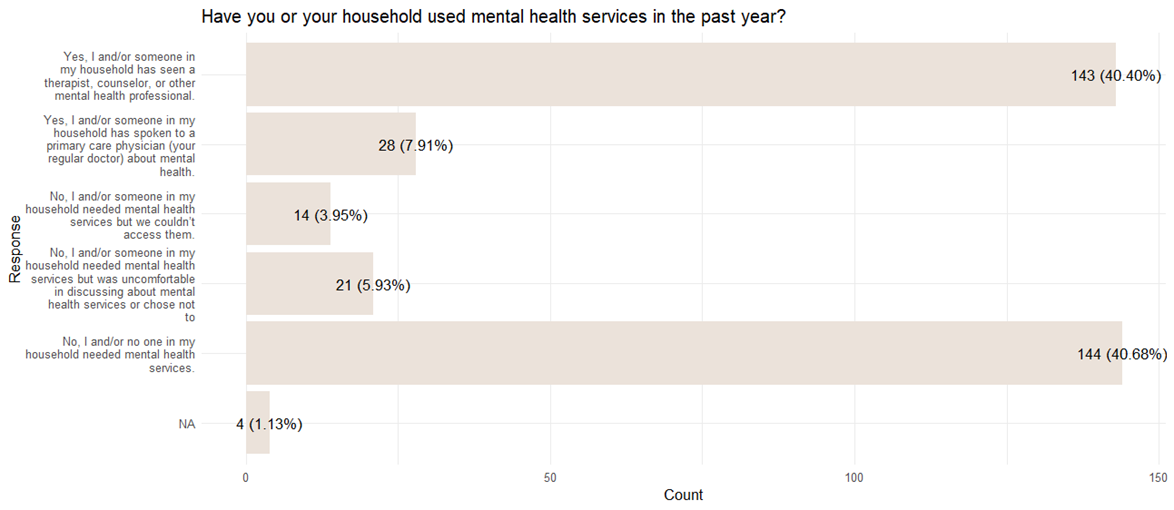 Have you or your household used mental health services in the past year?
Yes, I and/or someone in
my household has seen a
therapist, counselor, or other
mental health professional.
143 (40.40%)
Yes, I and/or someone in my
household has spoken to a
primary care physician (your
regular doctor) about mental
health.
28 (7.91%)
No, I and/or someone in my
household needed mental health
services but we couldn't
access them.
14 (3.95%)
No, I and/or someone in my
household needed mental health
services but was uncomfortable
in discussing about mental
health services or chose not
to
21 (5.93%)
No, I and/or no one in my
household needed mental health
services.
144 (40.68%)
NA
4 (1.13%)
Response
0
50
100
150
Count